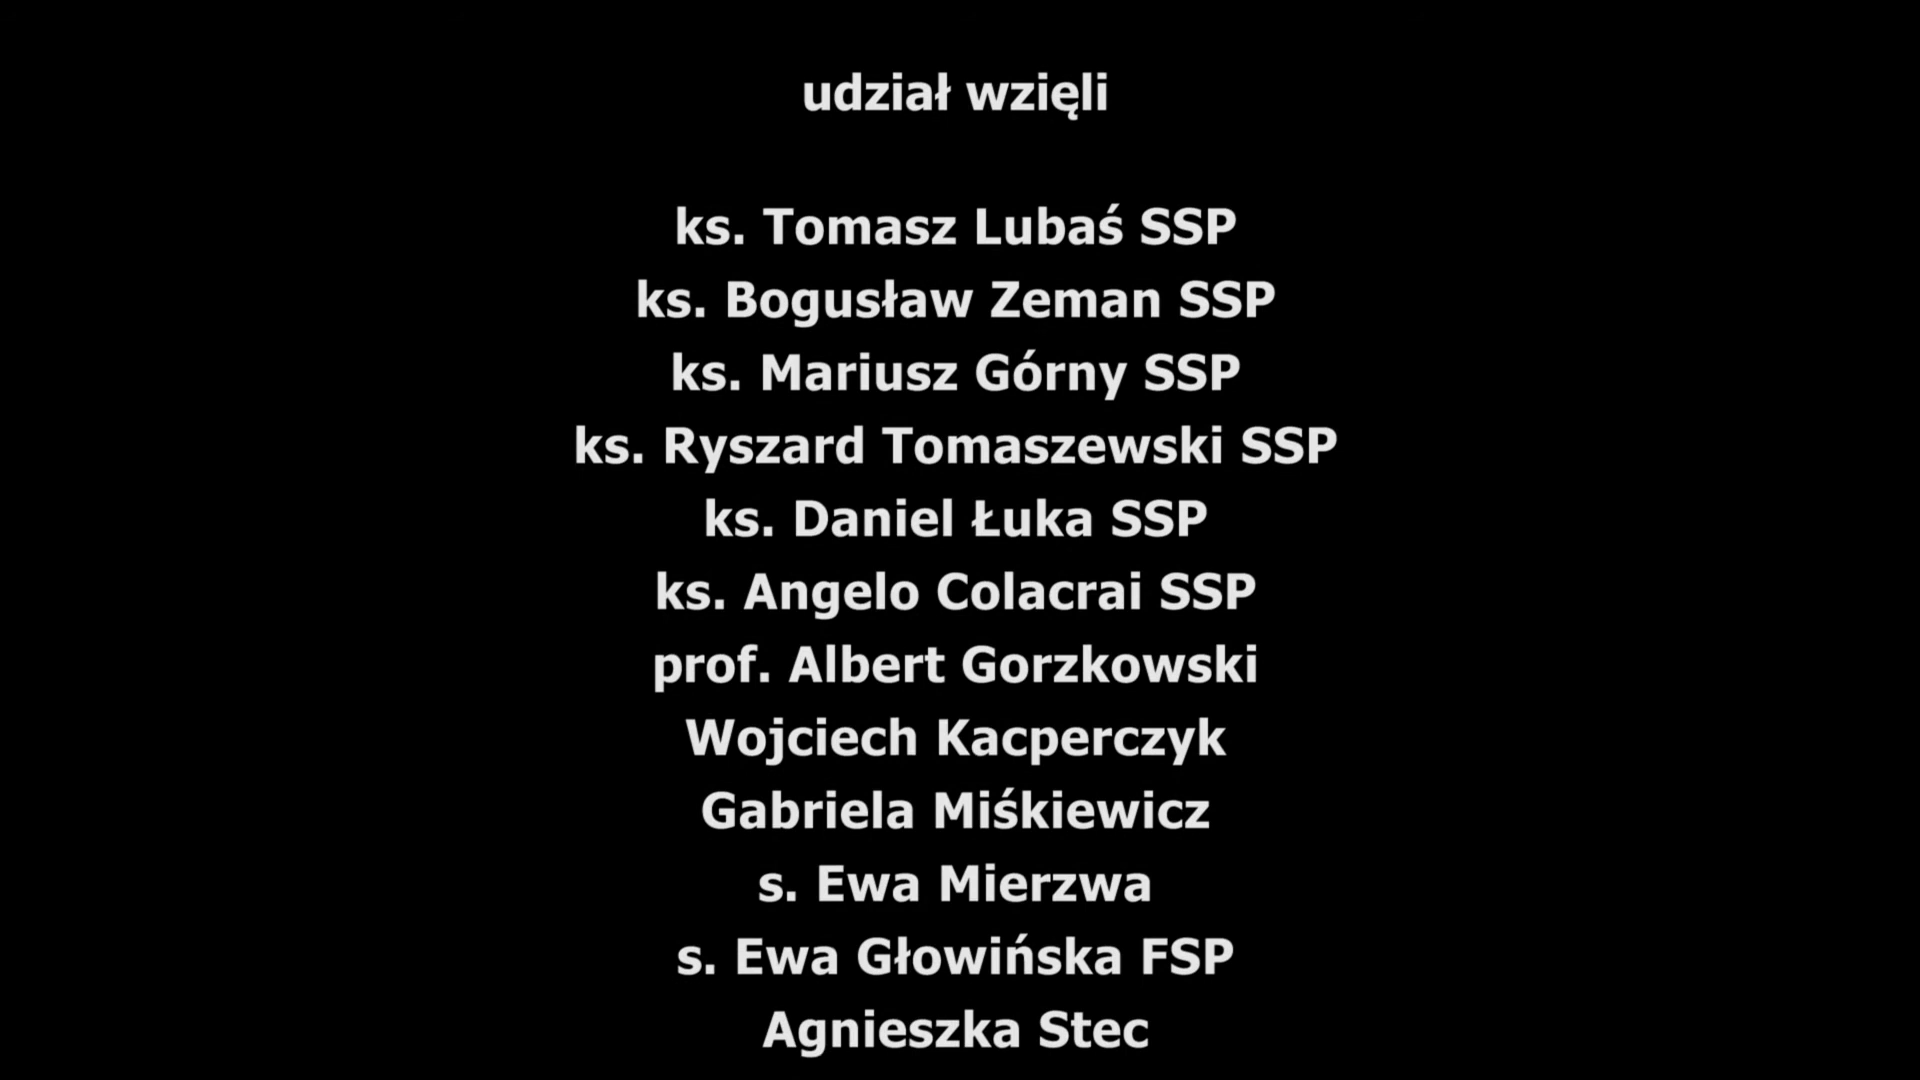 udział wzięli
ks. Tomasz Lubaś SSP
ks. Bogusław Zeman SSP
ks. Mariusz Górny SSP
ks. Ryszard Tomaszewski SSP
ks. Daniel Łuka SSP
ks. Angelo Colacrai SSP
prof. Albert Gorzkowski
Wojciech Kacperczyk
Gabriela Miśkiewicz
s. Ewa Mierzwa
s. Ewa Głowińska FSP
Agnieszka Stec